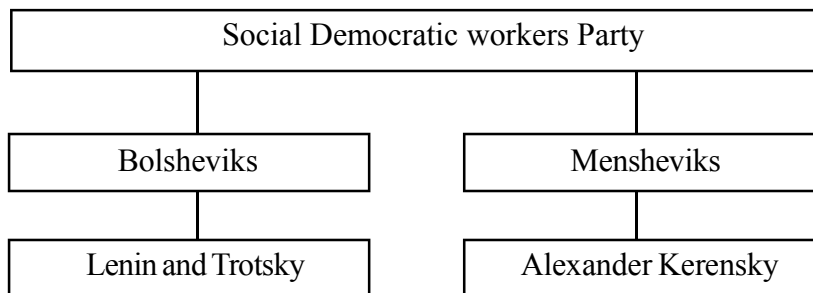 Social Democratic workers Party
Bolsheviks
Mensheviks
Lenin and Trotsky
Alexander Kerensky